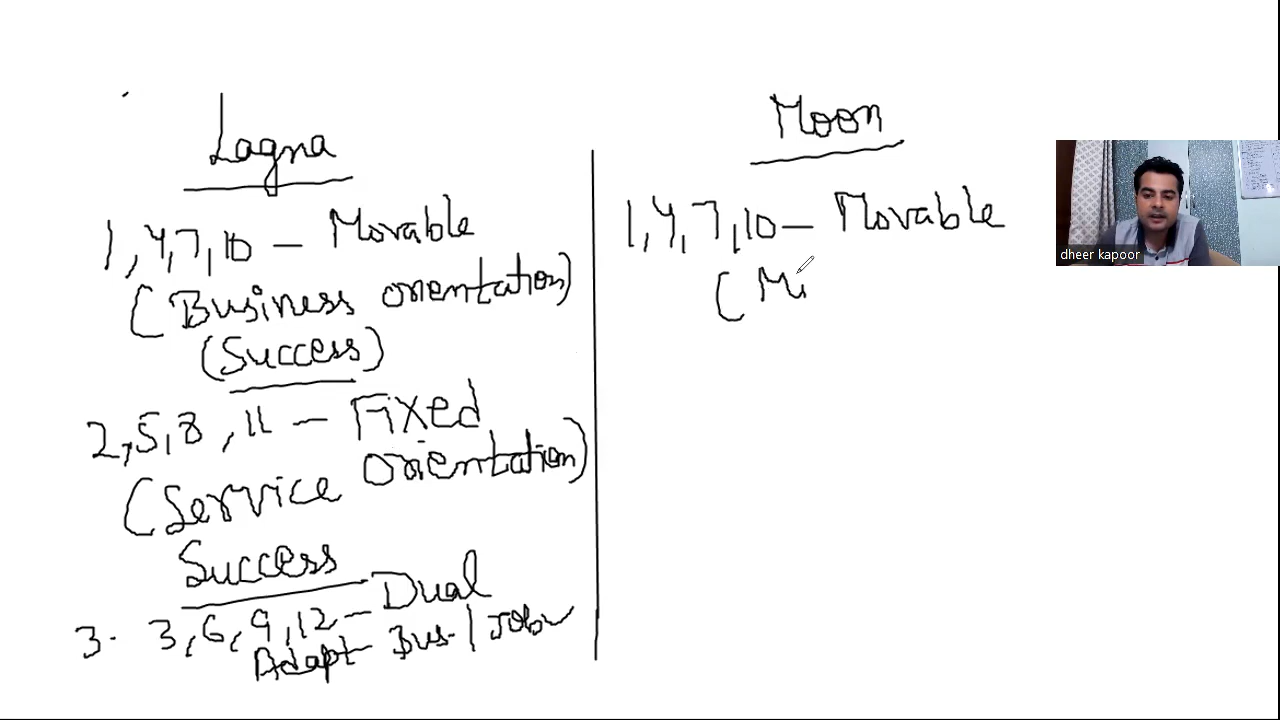 Lagna
1,4,7,10 — Movable
(Business orientation)
(Success)
2,5,8,11 — Fixed
(Service orientation)
Success
3. 3,6,9,12 — Dual
Adapt Bus. | Job
Moon
1,4,7,10 — Movable
(Mi
dheer kapoor